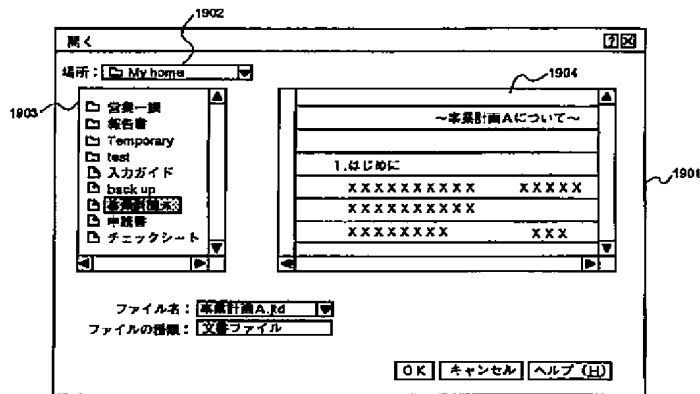 1902
開く
場所： My home
1904
1903
営業一課
報告書
Temporary
test
入力ガイド
back up
申請書
チェックシート
～事業計画Aについて～
1.はじめに
XXXXXXXXXX XXXXX
XXXXXXXXXX
XXXXXXXX XXX
1901
ファイル名： 事業計画A.jtd
ファイルの種類： 文書ファイル
OK キャンセル ヘルプ (H)